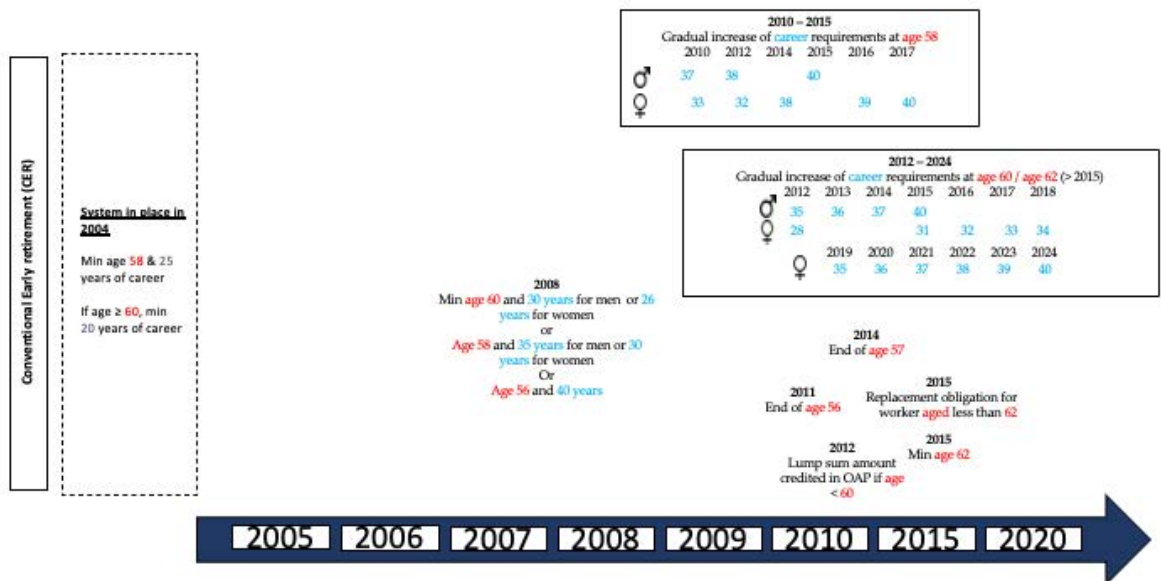 Conventional Early retirement (CER)
System in place in
2004
Min age 58 & 25
years of career
If age ≥ 60, min
20 years of career
2008
Min age 60 and 30 years for men or 26
years for women
or
Age 58 and 35 years for men or 30
years for women
Or
Age 56 and 40 years
2010 – 2015
Gradual increase of career requirements at age 58
2010 2012 2014 2015 2016 2017
♂ 37 38 40
♀ 33 32 38 39 40
2012 – 2024
Gradual increase of career requirements at age 60 / age 62 (> 2015)
2012 2013 2014 2015 2016 2017 2018
♂ 35 36 37 40
♀ 28 31 32 33 34
2019 2020 2021 2022 2023 2024
♀ 35 36 37 38 39 40
2014
End of age 57
2011
End of age 56
2015
Replacement obligation for
worker aged less than 62
2012
Lump sum amount
credited in OAP if age
< 60
2015
Min age 62
2005 2006 2007 2008 2009 2010 2015 2020